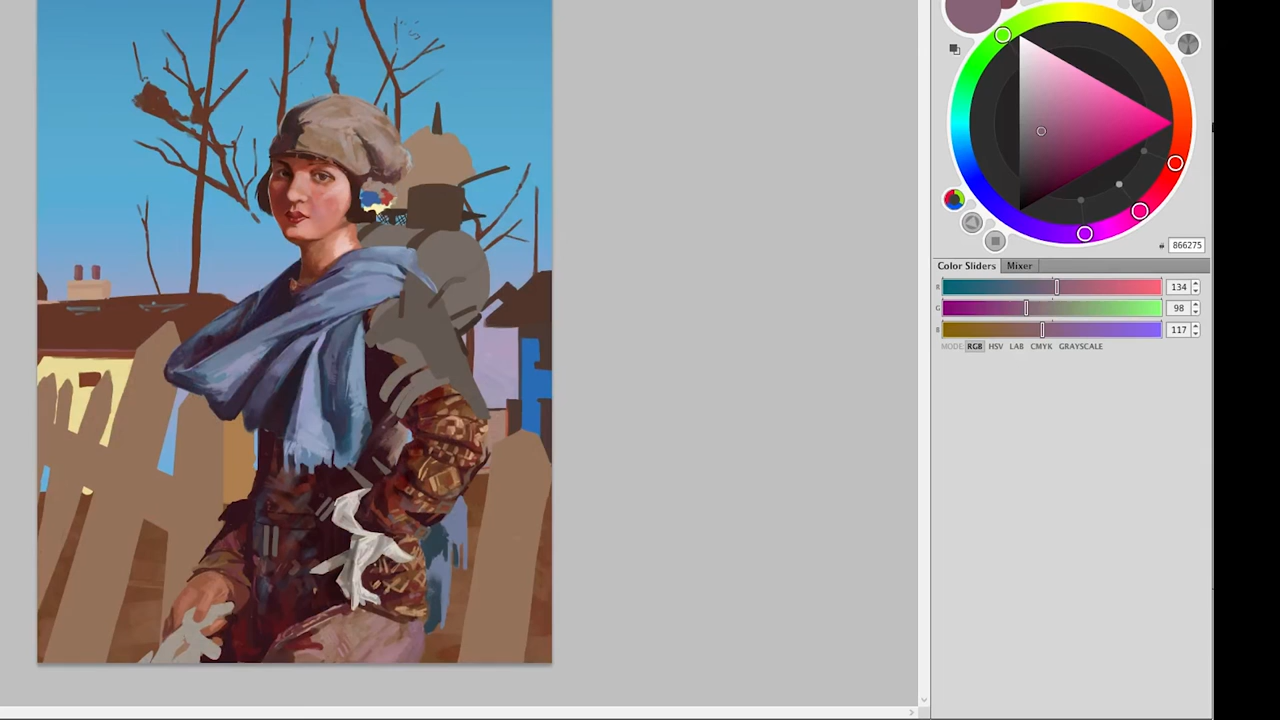 # 866275
Color Sliders Mixer
R 134
G 98
B 117
MODE RGB HSV LAB CMYK GRAYSCALE